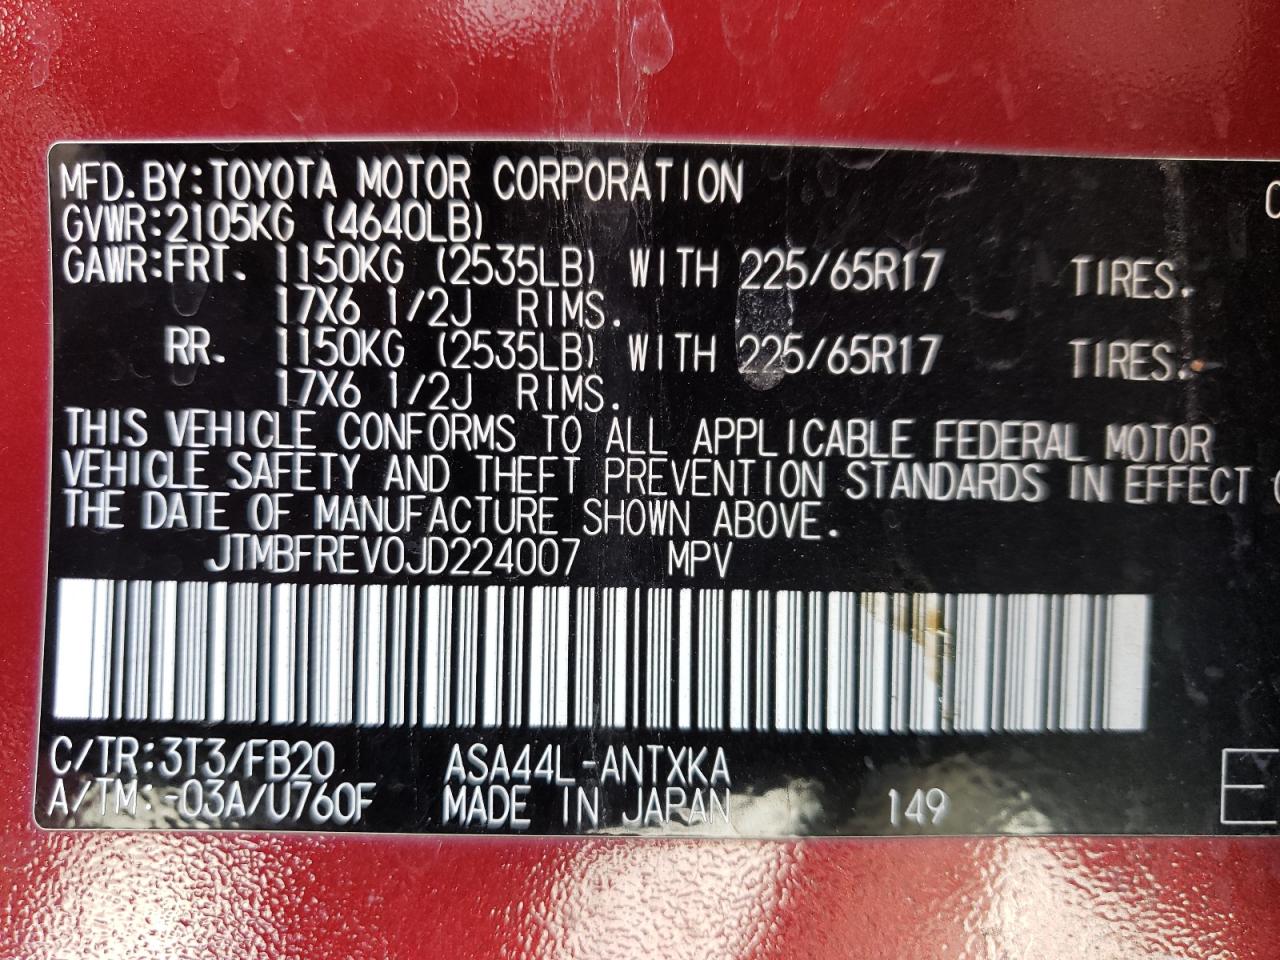 MFD.BY:TOYOTA MOTOR CORPORATION
GVWR:2105KG (4640LB)
GAWR:FRT. 1150KG (2535LB) WITH 225/65R17 TIRES.
17X6 1/2J RIMS.
RR. 1150KG (2535LB) WITH 225/65R17 TIRES.
17X6 1/2J RIMS.
THIS VEHICLE CONFORMS TO ALL APPLICABLE FEDERAL MOTOR
VEHICLE SAFETY AND THEFT PREVENTION STANDARDS IN EFFECT
THE DATE OF MANUFACTURE SHOWN ABOVE.
JTMBFREV0JD224007 MPV
C/TR:3T3/FB20 ASA44L-ANTXKA
A/TM:-03A/U760F MADE IN JAPAN 149